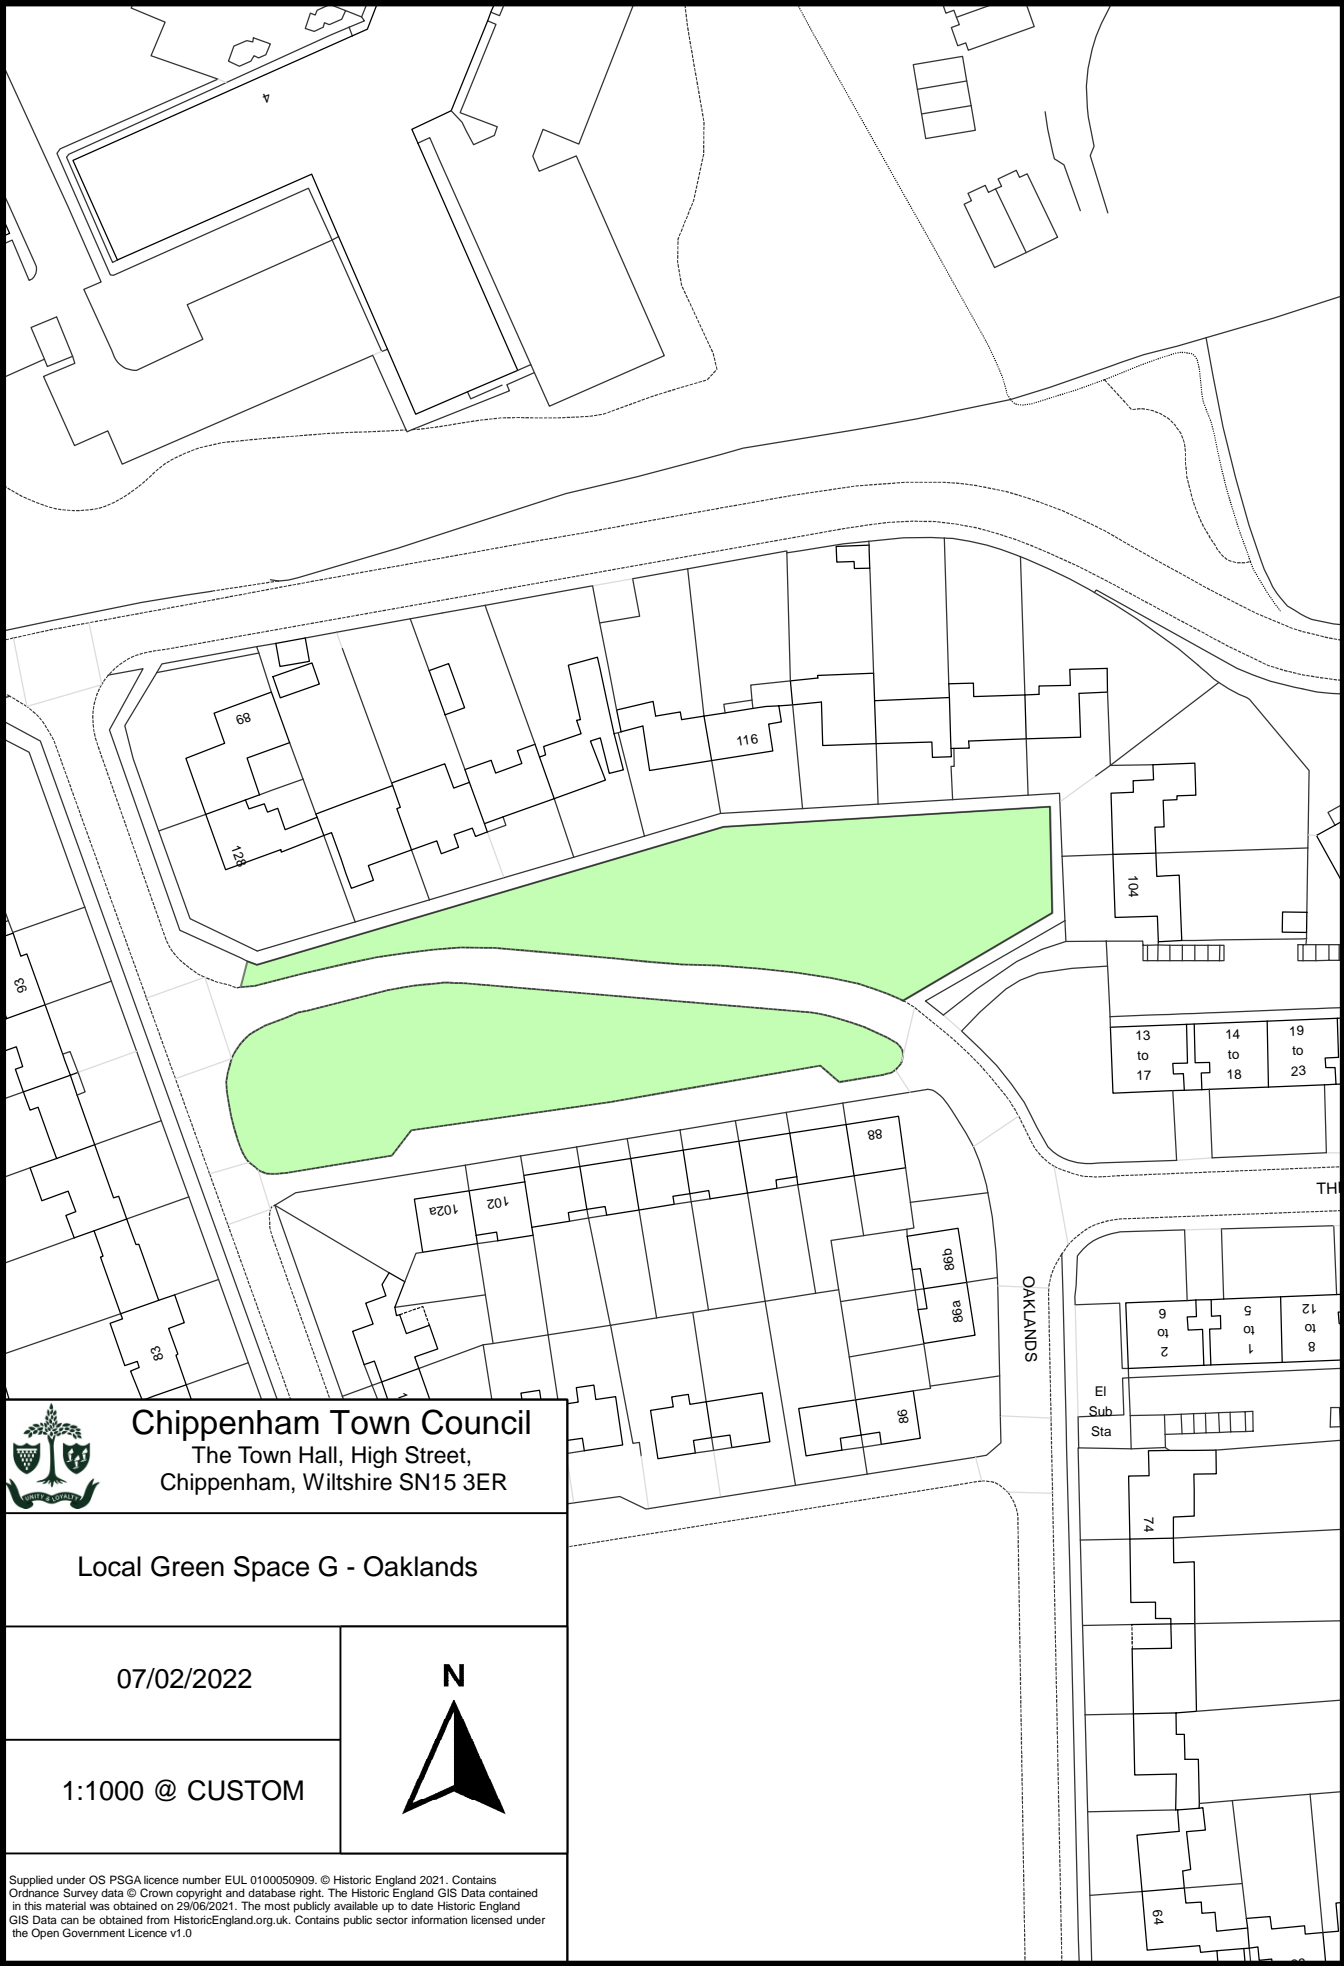 4
89
116
128
104
93
13
to
17
14
to
18
19
to
23
88
102a
102
THE
86b
86a
OAKLANDS
83
6
to
2
5
to
1
12
to
8
86
El
Sub
Sta
74
64
Chippenham Town Council
The Town Hall, High Street,
Chippenham, Wiltshire SN15 3ER
UNITY & LOYALTY
Local Green Space G - Oaklands
07/02/2022
N
1:1000 @ CUSTOM
Supplied under OS PSGA licence number EUL 0100050909. © Historic England 2021. Contains
Ordnance Survey data © Crown copyright and database right. The Historic England GIS Data contained
in this material was obtained on 29/06/2021. The most publicly available up to date Historic England
GIS Data can be obtained from HistoricEngland.org.uk. Contains public sector information licensed under
the Open Government Licence v1.0